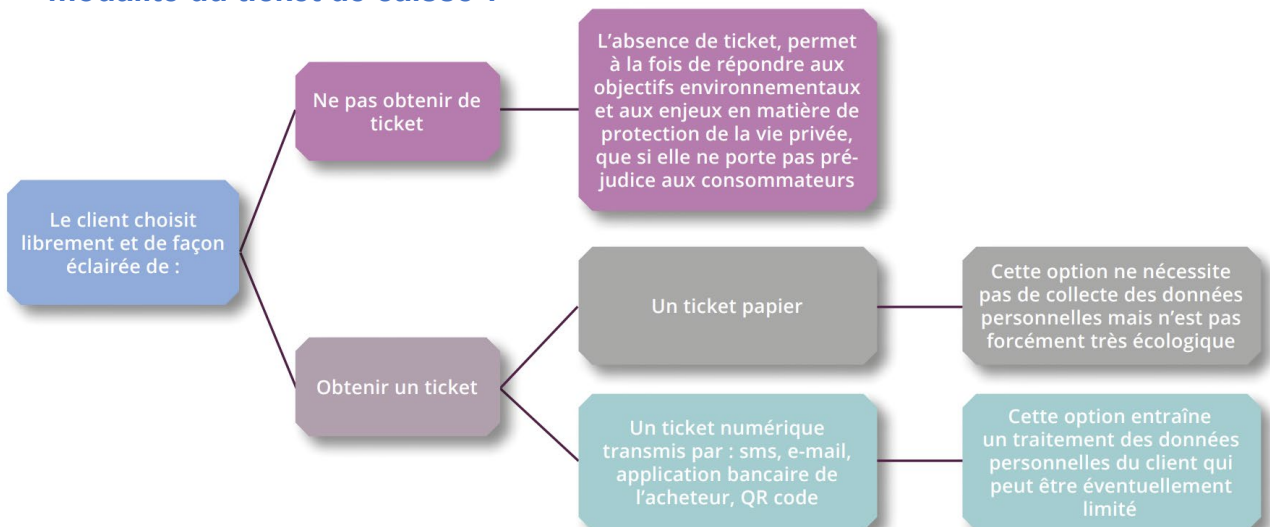 modalité du ticket de caisse ?
L'absence de ticket, permet
à la fois de répondre aux
objectifs environnementaux
et aux enjeux en matière de
protection de la vie privée,
que si elle ne porte pas pré-
judice aux consommateurs
Ne pas obtenir de
ticket
Le client choisit
librement et de façon
éclairée de :
Un ticket papier
Cette option ne nécessite
pas de collecte des données
personnelles mais n'est pas
forcément très écologique
Obtenir un ticket
Un ticket numérique
transmis par : sms, e-mail,
application bancaire de
l'acheteur, QR code
Cette option entraîne
un traitement des données
personnelles du client qui
peut être éventuellement
limité